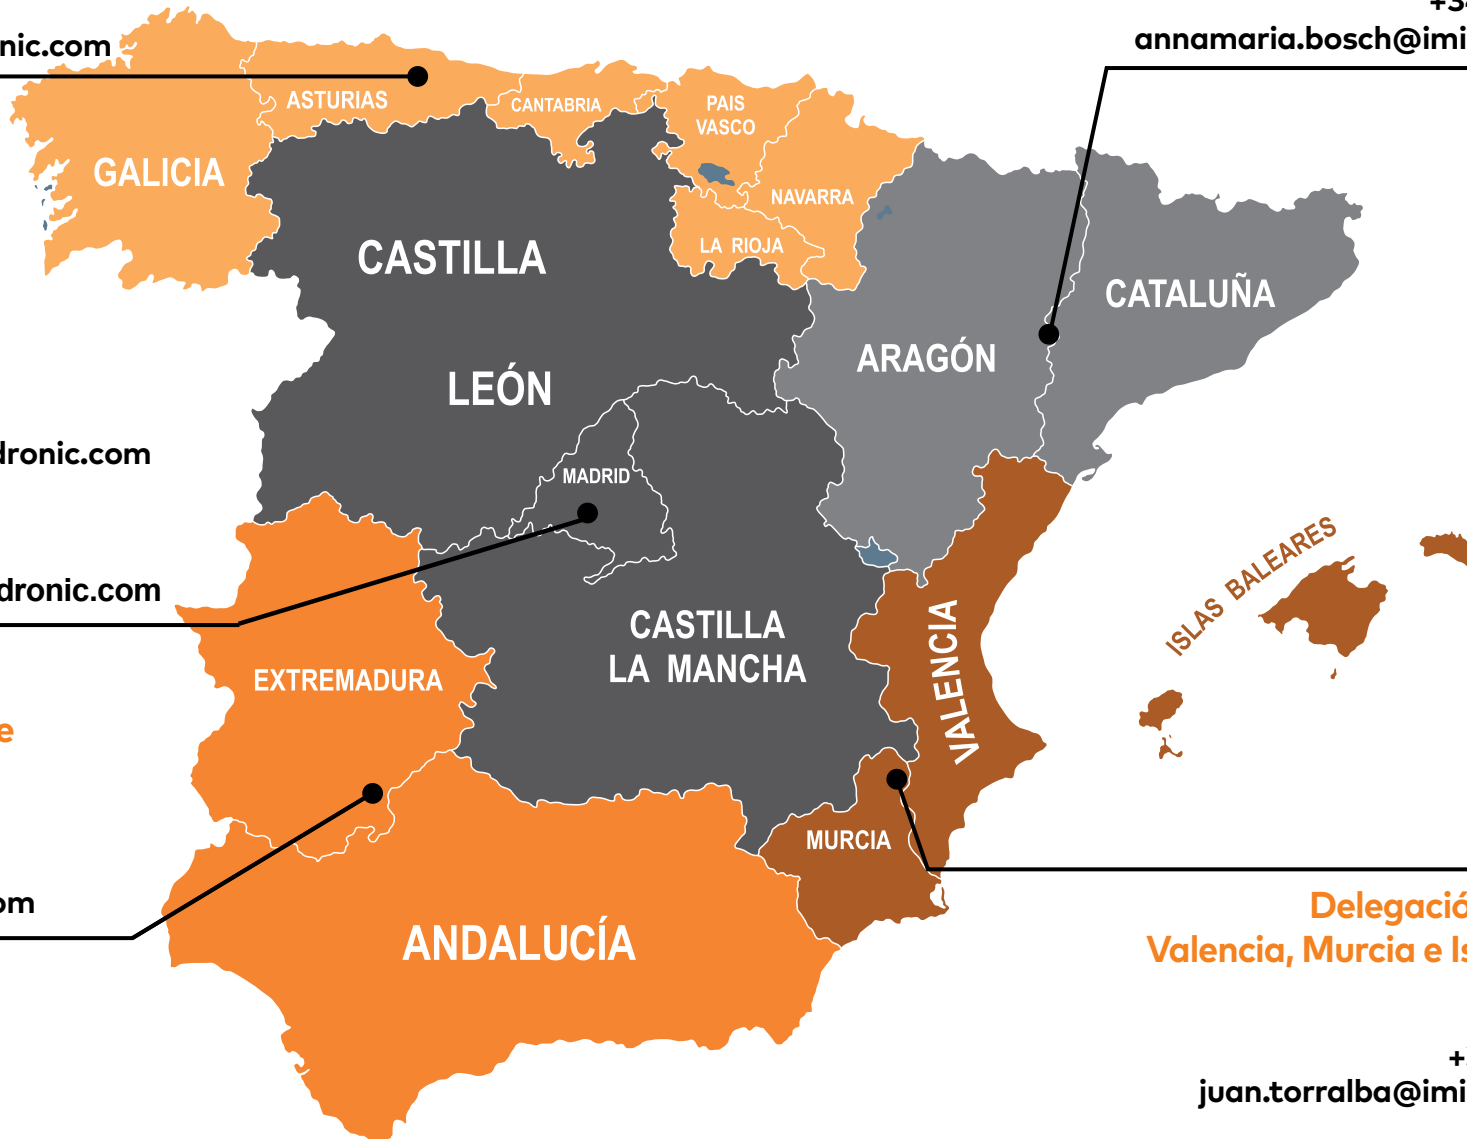 +34
annamaria.bosch@imi
nic.com
ASTURIAS
CANTABRIA
PAIS
VASCO
GALICIA
NAVARRA
LA RIOJA
CASTILLA
LEÓN
CATALUÑA
ARAGÓN
dronic.com
MADRID
dronic.com
ISLAS BALEARES
CASTILLA
LA MANCHA
VALENCIA
EXTREMADURA
e
MURCIA
om
Delegació
Valencia, Murcia e Is
ANDALUCÍA
+
juan.torralba@imi